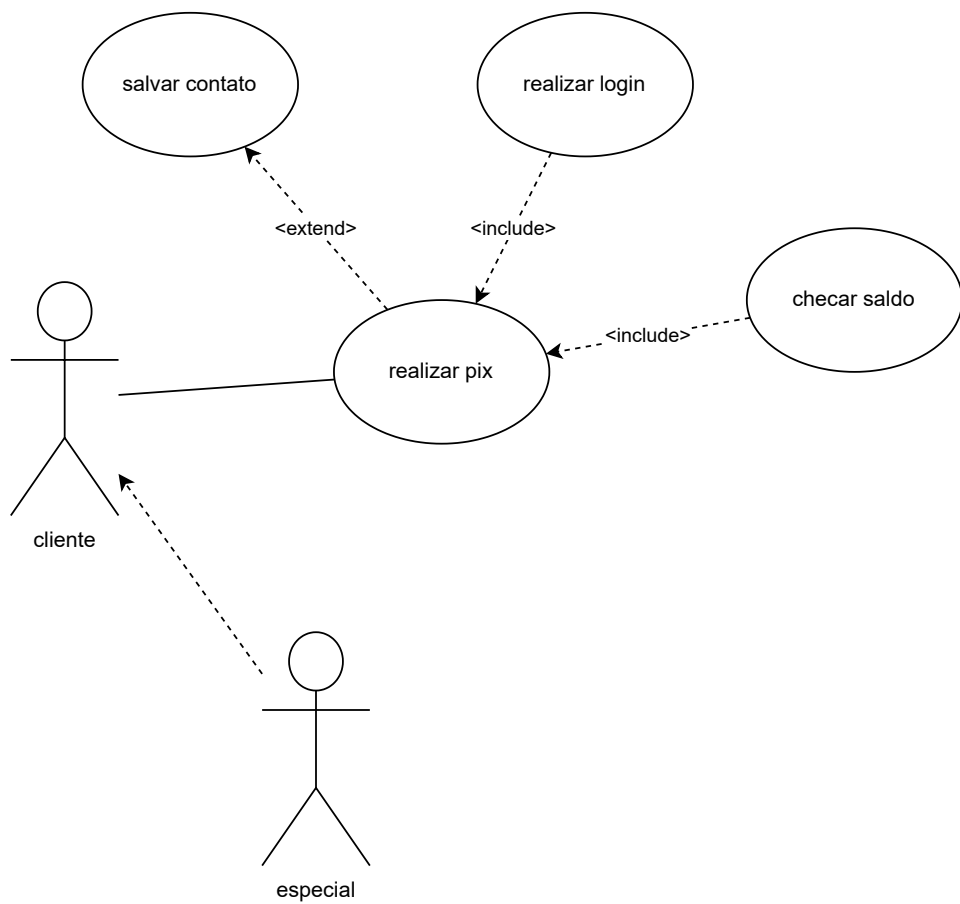 salvar contato
realizar login
<extend>
<include>
checar saldo
<include>
realizar pix
cliente
especial